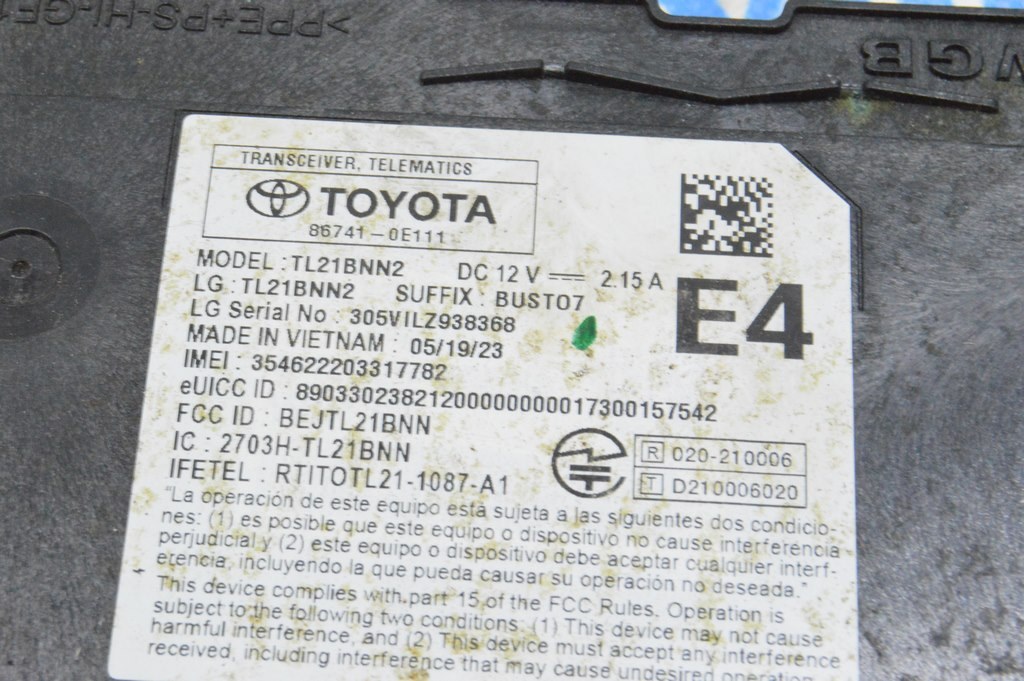 >PPE+PS-HI-GF
WGB
TRANSCEIVER, TELEMATICS
TOYOTA
86741-0E111
MODEL : TL21BNN2 DC 12 V 2.15 A
LG : TL21BNN2 SUFFIX : BUST07
LG Serial No : 305VILZ938368
E4
MADE IN VIETNAM : 05/19/23
IMEI : 354622203317782
eUICC ID : 89033023821200000000017300157542
FCC ID : BEJTL21BNN
IC : 2703H-TL21BNN
R 020-210006
IFETEL : RTITOTL21-1087-A1
T D210006020
"La operación de este equipo está sujeta a las siguientes dos condicio-
nes: (1) es posible que este equipo o dispositivo no cause interferencia
perjudicial y (2) este equipo o dispositivo debe aceptar cualquier interf-
erencia, incluyendo la que pueda causar su operación no deseada."
This device complies with part 15 of the FCC Rules. Operation is
subject to the following two conditions: (1) This device may not cause
harmful interference, and (2) This device must accept any interference
received, including interference that may cause undesired operation